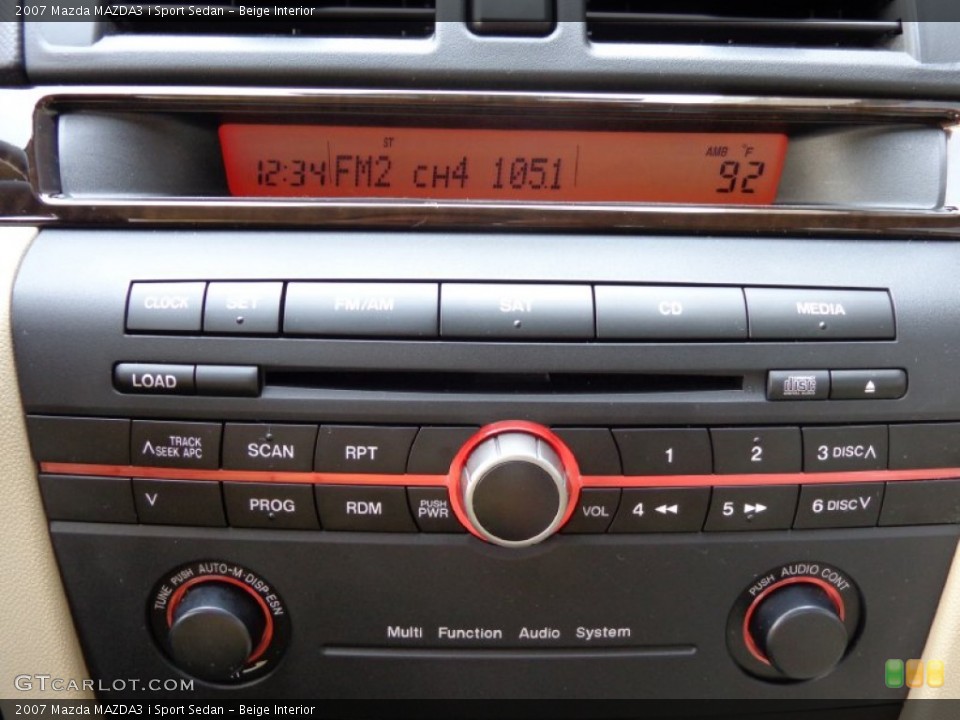 2007 Mazda MAZDA3 i Sport Sedan - Beige Interior
ST
AMB °F
12:34 FM2 CH4 105.1 92
CLOCK SET FM/AM SAT CD MEDIA
LOAD disc
DIGITAL AUDIO
TRACK
SEEK APC SCAN RPT 1 2 3 DISC
PROG RDM PUSH PWR VOL 4 5 6 DISC
TUNE PUSH AUTO-M·DISP·ESN
PUSH AUDIO CONT
Multi Function Audio System
GTCARLOT.COM
2007 Mazda MAZDA3 i Sport Sedan - Beige Interior